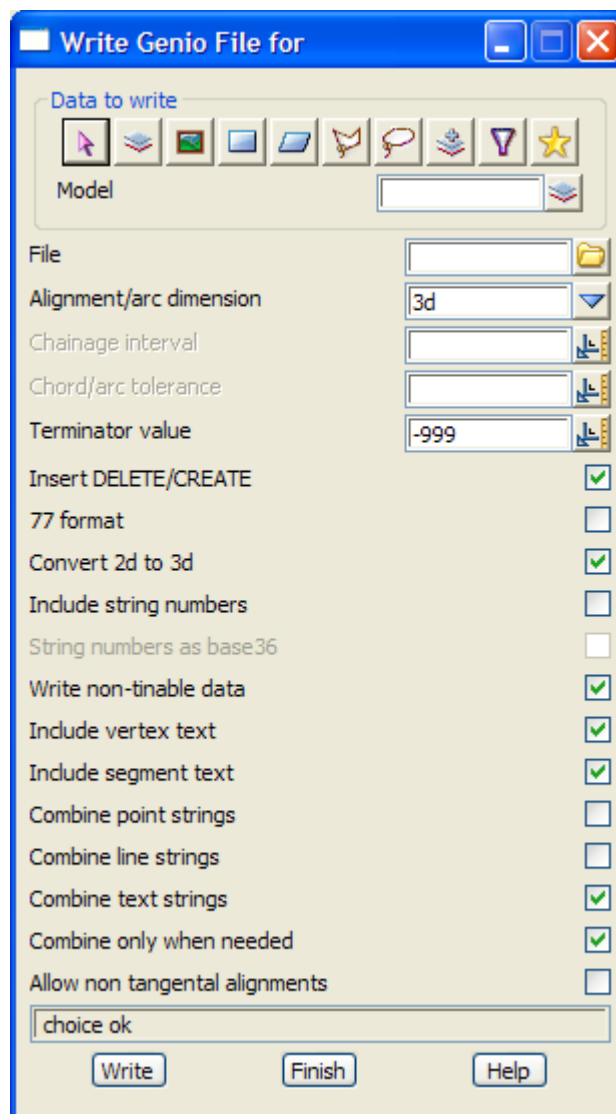 Write Genio File for
Data to write
Model
File
Alignment/arc dimension 3d
Chainage interval
Chord/arc tolerance
Terminator value -999
Insert DELETE/CREATE
77 format
Convert 2d to 3d
Include string numbers
String numbers as base36
Write non-tinable data
Include vertex text
Include segment text
Combine point strings
Combine line strings
Combine text strings
Combine only when needed
Allow non tangental alignments
choice ok
Write Finish Help